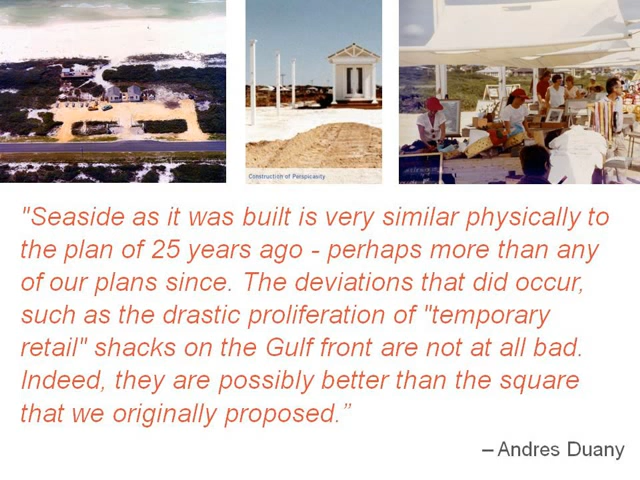 Construction of Perspicasity
"Seaside as it was built is very similar physically to
the plan of 25 years ago - perhaps more than any
of our plans since. The deviations that did occur,
such as the drastic proliferation of "temporary
retail" shacks on the Gulf front are not at all bad.
Indeed, they are possibly better than the square
that we originally proposed.”
– Andres Duany